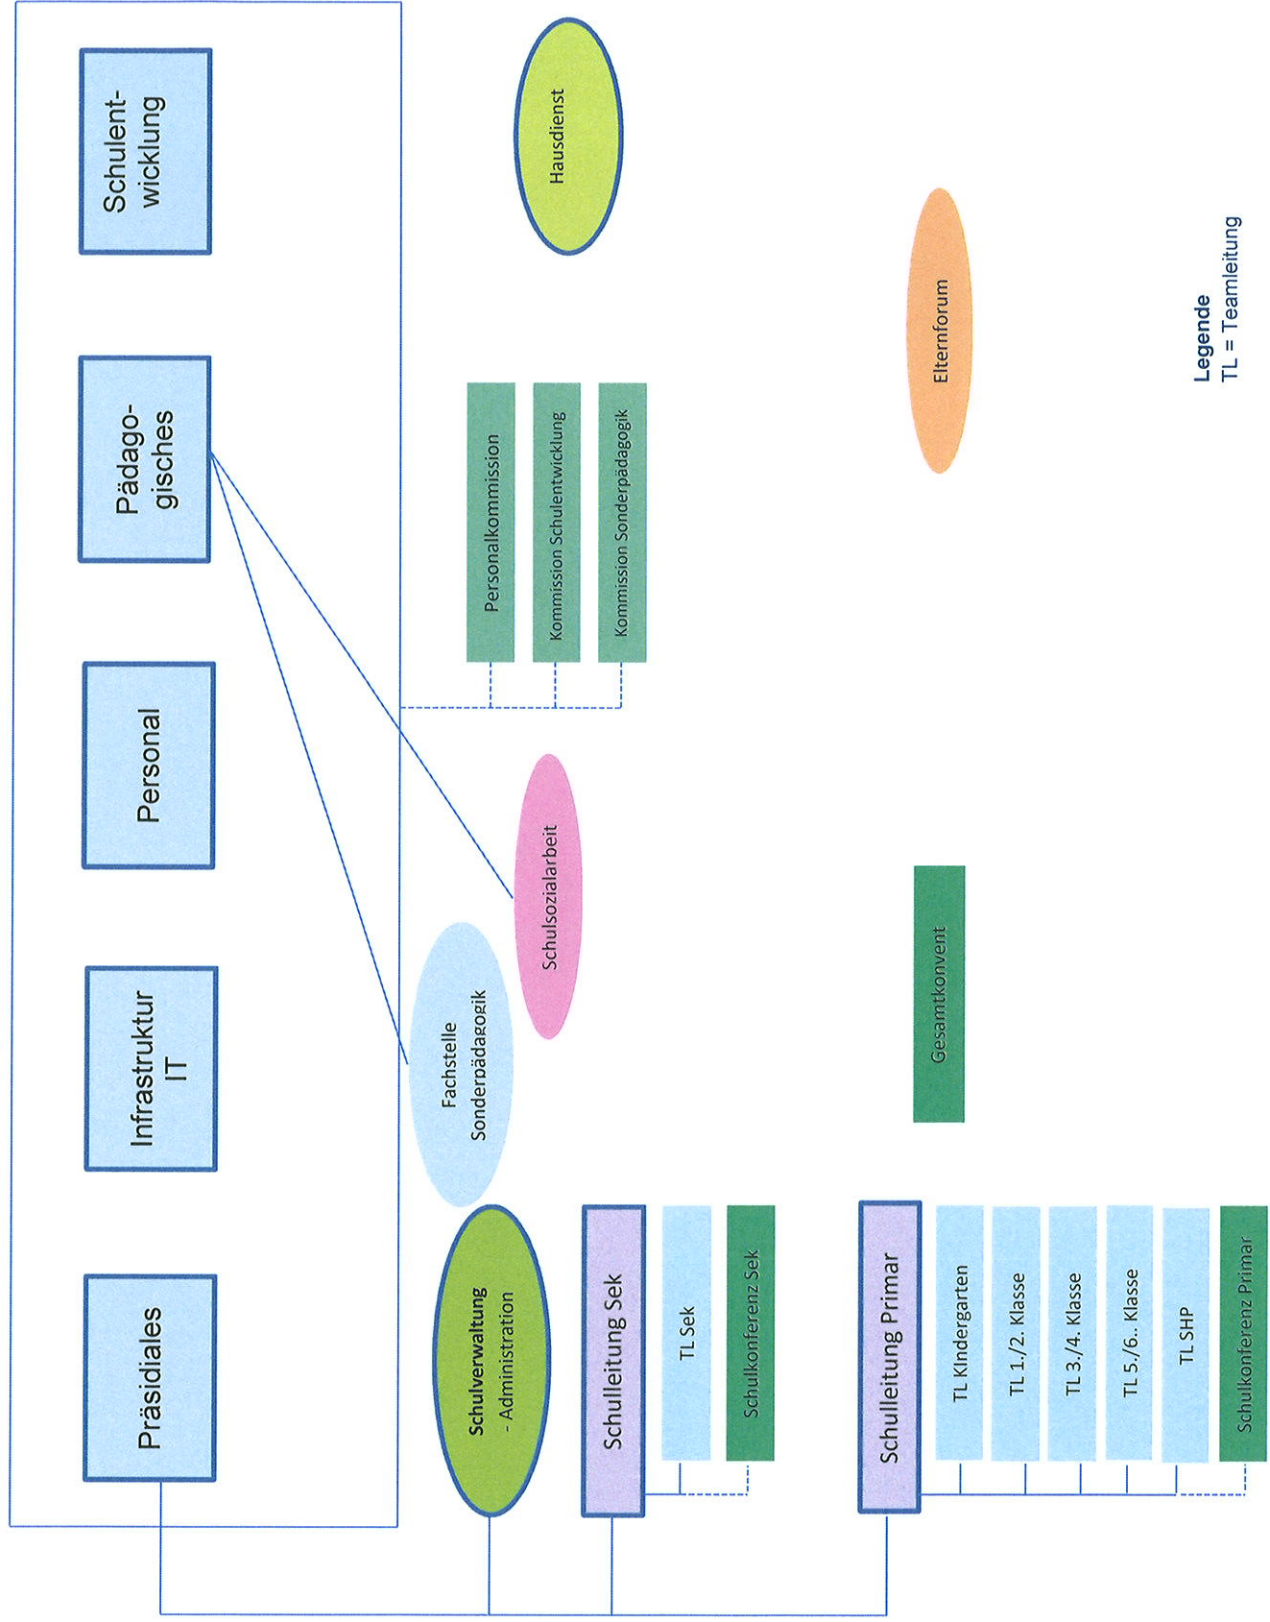 Präsidiales
Infrastruktur
IT
Personal
Pädago-
gisches
Schulent-
wicklung
Schulverwaltung
- Administration
Fachstelle
Sonderpädagogik
Schulsozialarbeit
Personalkommission
Kommission Schulentwicklung
Kommission Sonderpädagogik
Hausdienst
Schulleitung Sek
TL Sek
Schulkonferenz Sek
Schulleitung Primar
TL KIndergarten
TL 1./2. Klasse
TL 3./4. Klasse
TL 5./6.. Klasse
TL SHP
Schulkonferenz Primar
Gesamtkonvent
Elternforum
Legende
TL = Teamleitung